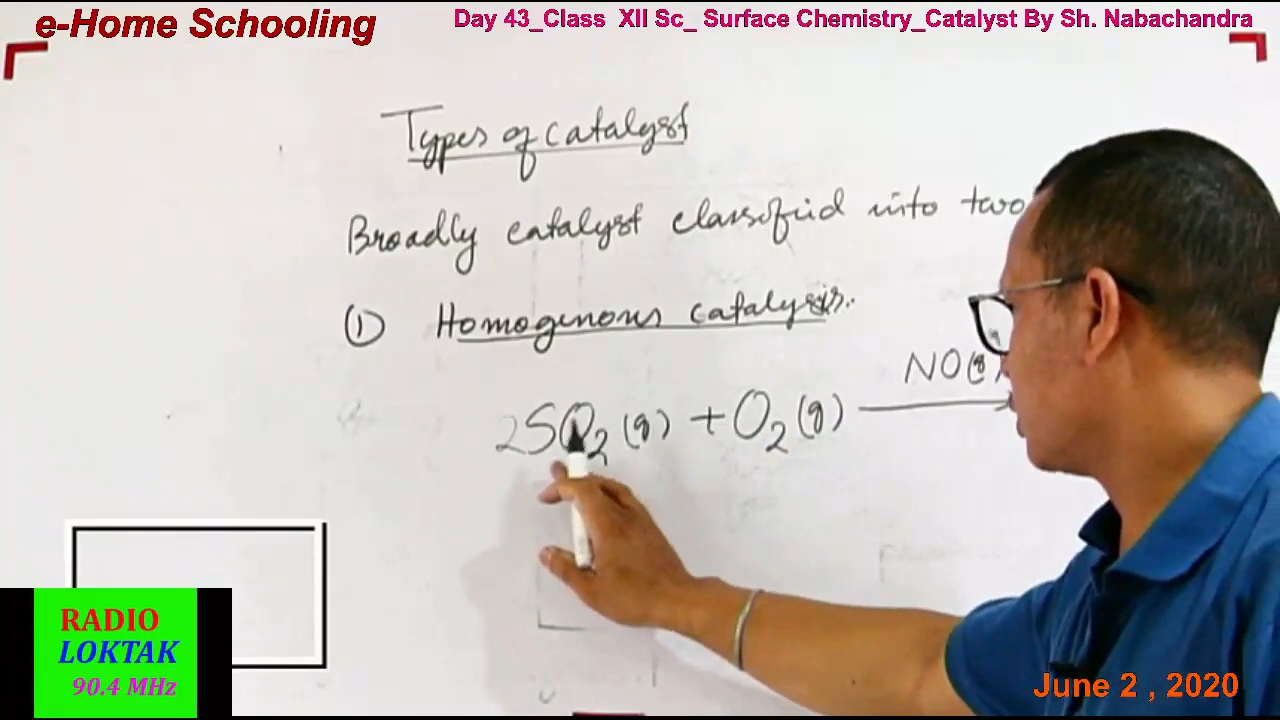 e-Home Schooling
Day 43_Class XII Sc_ Surface Chemistry_Catalyst By Sh. Nabachandra
Types of catalyst
Broadly catalyst classified into two
(1) Homogenous catalysis.
NO(g)
2SO2 (g) + O2 (g)
RADIO
LOKTAK
90.4 MHz
June 2 , 2020